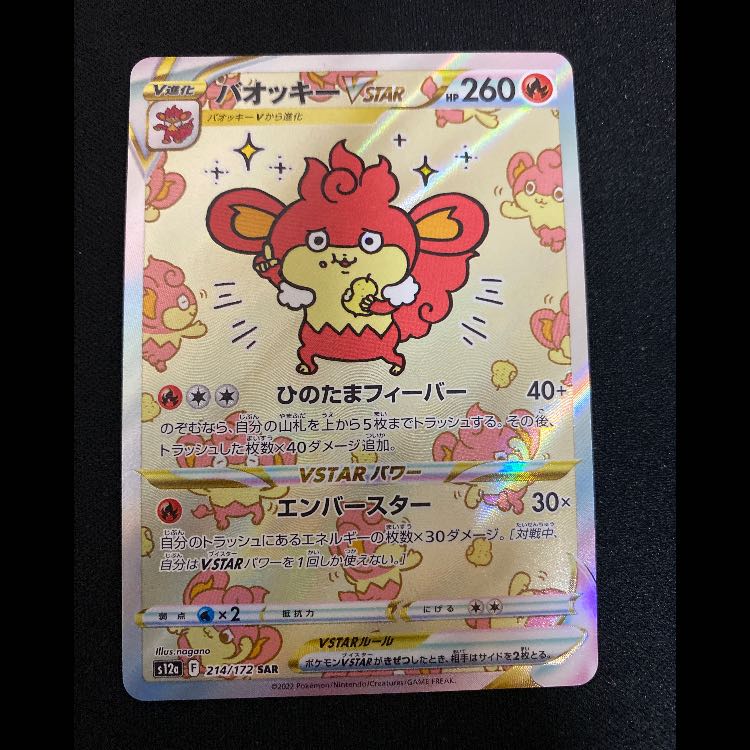 V進化
バオッキーVSTAR
HP 260
バオッキーVから進化
ひのたまフィーバー 40+
のぞむなら、自分の山札を上から5枚までトラッシュする。その後、
トラッシュした枚数×40ダメージ追加。
VSTARパワー
エンバースター 30×
自分のトラッシュにあるエネルギーの枚数×30ダメージ。[対戦中、
自分はVSTARパワーを1回しか使えない。]
弱点 ×2 抵抗力 にげる
Illus.nagano
VSTARルール
ポケモンVSTARがきぜつしたとき、相手はサイドを2枚とる。
s12a F 214/172 SAR
©2022 Pokémon/Nintendo/Creatures/GAME FREAK.